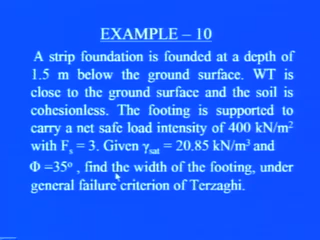 EXAMPLE – 10
A strip foundation is founded at a depth of
1.5 m below the ground surface. WT is
close to the ground surface and the soil is
cohesionless. The footing is supported to
carry a net safe load intensity of 400 kN/m²
with Fₛ = 3. Given γₛₐₜ = 20.85 kN/m³ and
Φ =35° , find the width of the footing, under
general failure criterion of Terzaghi.